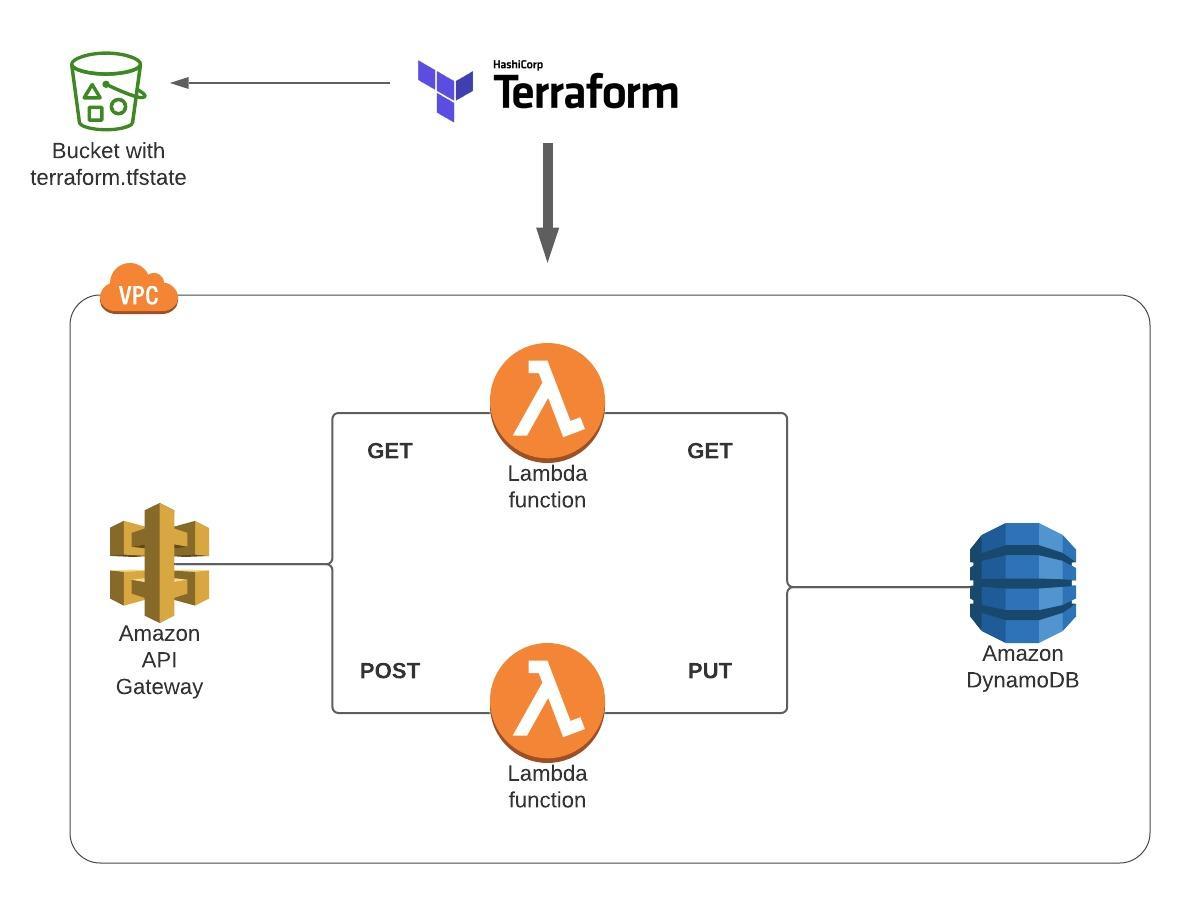 HashiCorp
Terraform
Bucket with
terraform.tfstate
VPC
GET
GET
Lambda
function
Amazon
API
Gateway
Amazon
DynamoDB
POST
PUT
Lambda
function